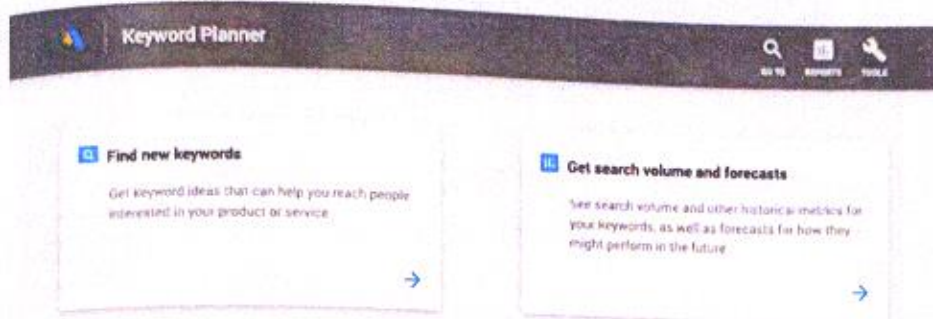 Keyword Planner
GO TO
REPORTS
TOOLS
Find new keywords
Get keyword ideas that can help you reach people
interested in your product or service
Get search volume and forecasts
See search volume and other historical metrics for
your keywords, as well as forecasts for how they
might perform in the future